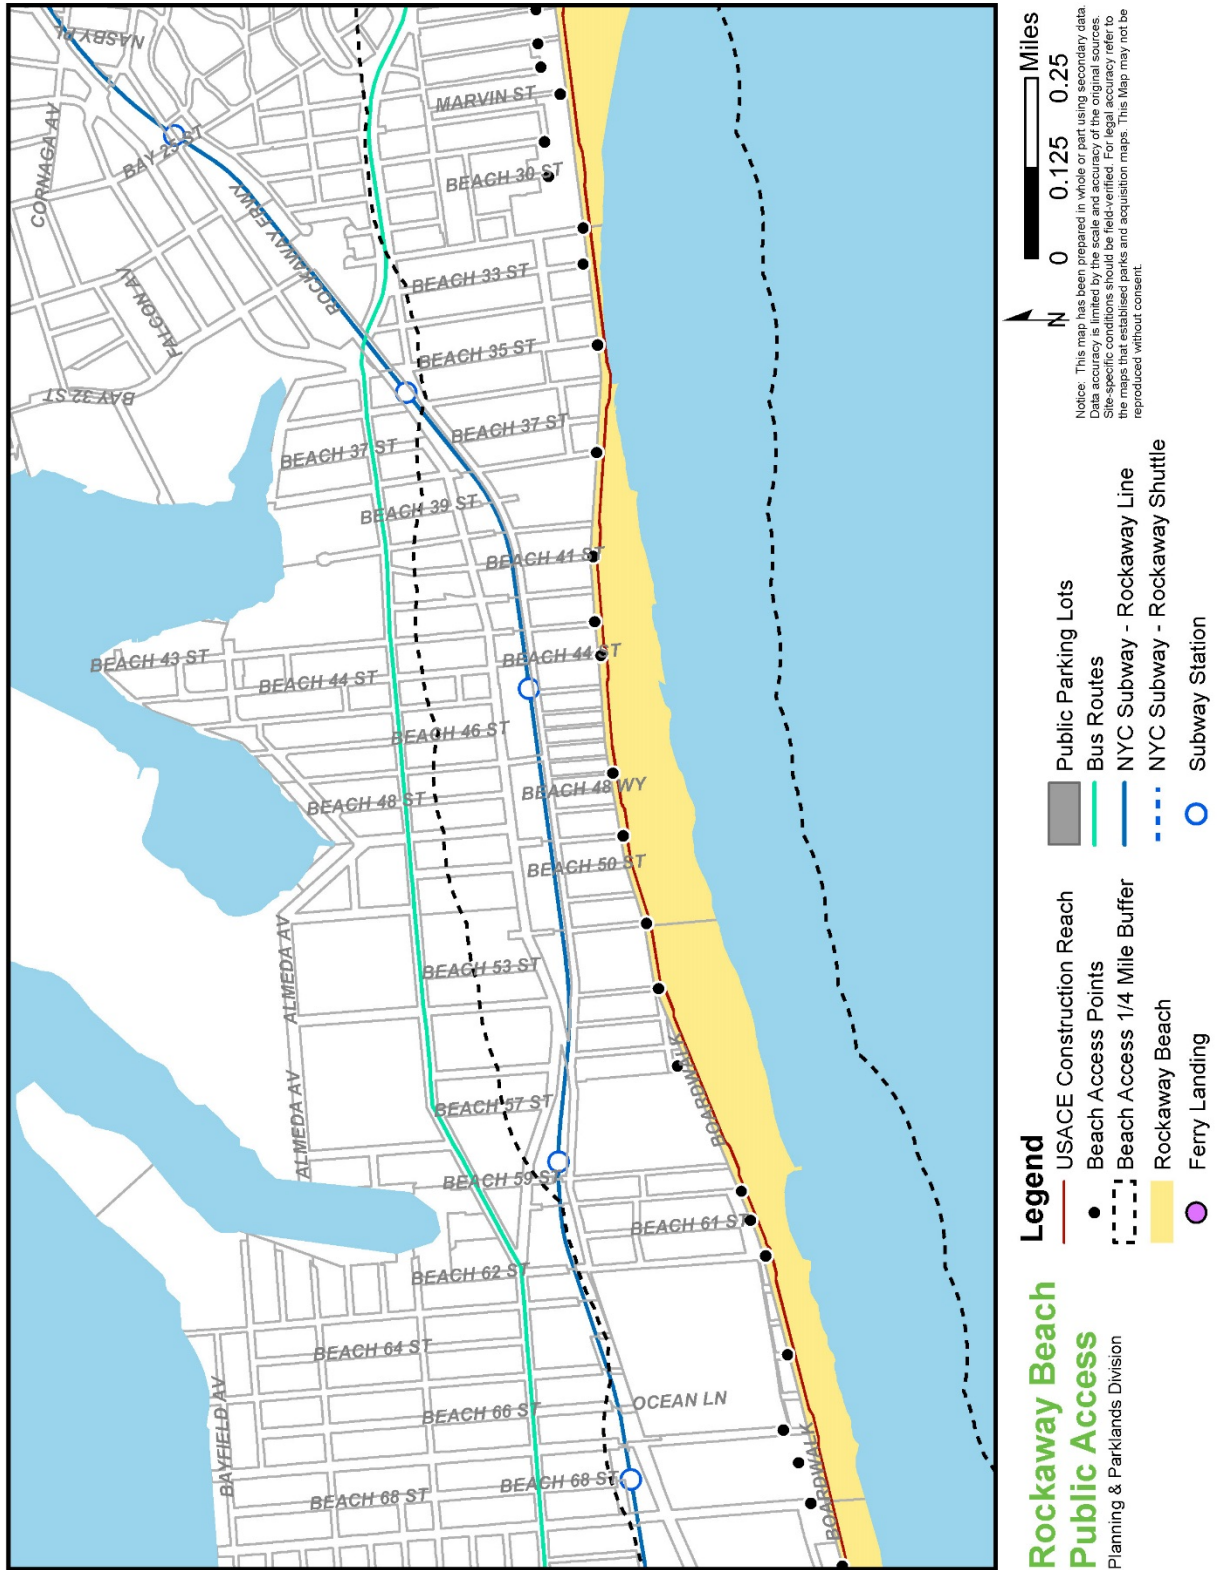 NASBY PL
CORNAGA AV
BAY 25 ST
MARVIN ST
BEACH 30 ST
ROCKAWAY FRWY
FALCON AV
BAY 32 ST
BEACH 33 ST
BEACH 35 ST
BEACH 37 ST
BEACH 37 ST
BEACH 39 ST
BEACH 41 ST
BEACH 43 ST
BEACH 44 ST
BEACH 44 ST
BEACH 46 ST
BEACH 48 ST
BEACH 48 WY
BEACH 50 ST
ALMEDA AV
BEACH 53 ST
BOARDWALK
ALMEDA AV
BEACH 57 ST
BEACH 59 ST
BEACH 61 ST
BEACH 62 ST
BEACH 64 ST
BAYFIELD AV
BEACH 66 ST
OCEAN LN
BEACH 68 ST
BEACH 68 ST
BOARDWALK
Rockaway Beach
Public Access
Planning & Parklands Division
Legend
USACE Construction Reach
Beach Access Points
Beach Access 1/4 Mile Buffer
Rockaway Beach
Ferry Landing
Public Parking Lots
Bus Routes
NYC Subway - Rockaway Line
NYC Subway - Rockaway Shuttle
Subway Station
N
0 0.125 0.25
Miles
Notice: This map has been prepared in whole or part using secondary data.
Data accuracy is limited by the scale and accuracy of the original sources.
Site-specific conditions should be field-verified. For legal accuracy refer to
the maps that establised parks and acquisition maps. This Map may not be
reproduced without consent.